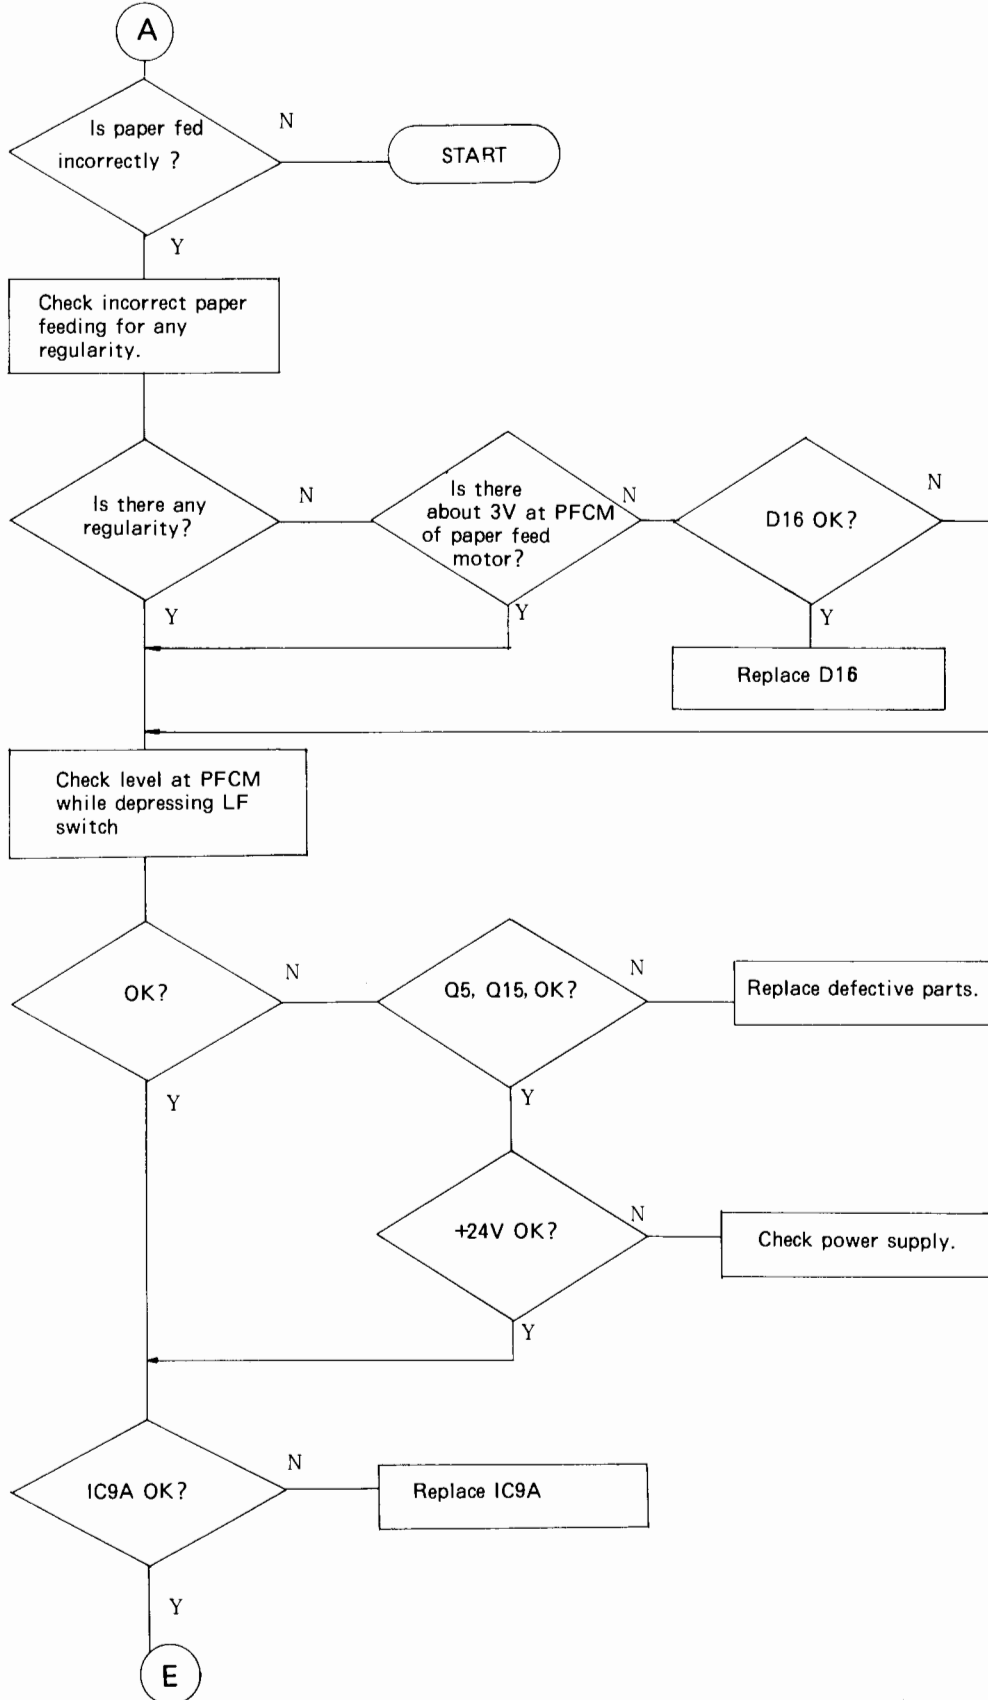 A
Is paper fed
incorrectly ?
N
START
Y
Check incorrect paper
feeding for any
regularity.
Is there any
regularity?
N
Y
Is there
about 3V at PFCM
of paper feed
motor?
N
Y
D16 OK?
N
Y
Replace D16
Check level at PFCM
while depressing LF
switch
OK?
N
Y
Q5, Q15, OK?
N
Replace defective parts.
Y
+24V OK?
N
Check power supply.
Y
IC9A OK?
N
Replace IC9A
Y
E